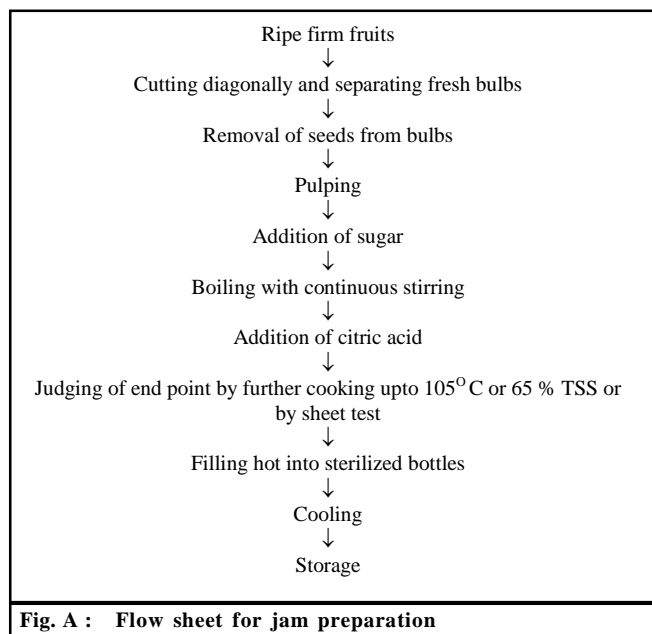 Ripe firm fruits
↓
Cutting diagonally and separating fresh bulbs
↓
Removal of seeds from bulbs
↓
Pulping
↓
Addition of sugar
↓
Boiling with continuous stirring
↓
Addition of citric acid
↓
Judging of end point by further cooking upto 105ᴼ C or 65 % TSS or
by sheet test
↓
Filling hot into sterilized bottles
↓
Cooling
↓
Storage
Fig. A : Flow sheet for jam preparation